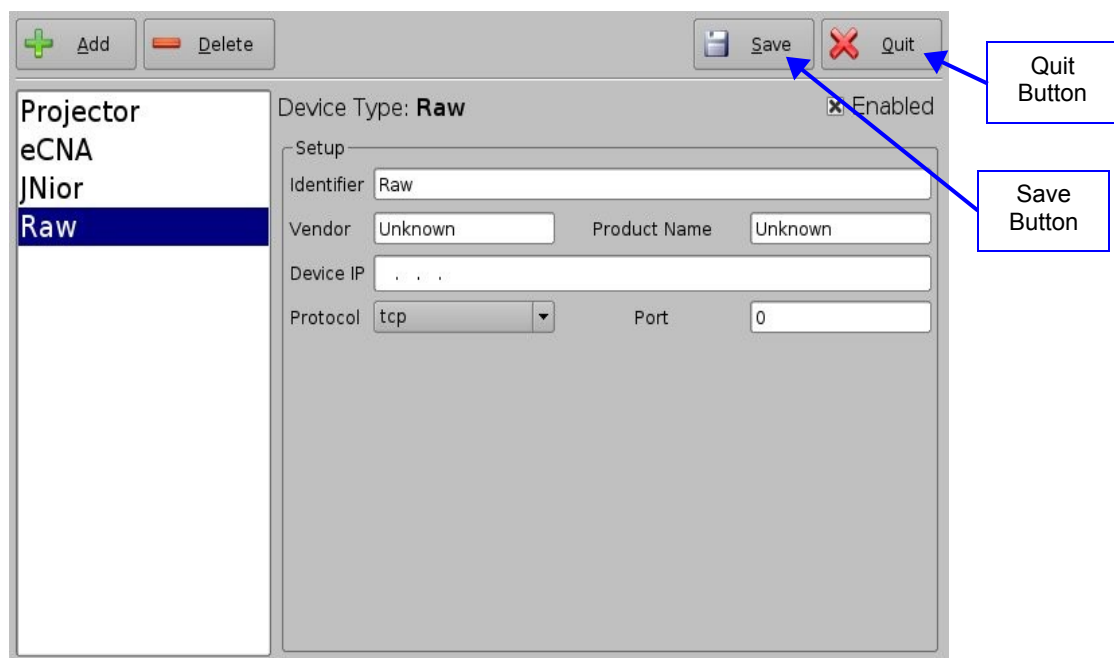 Add
Delete
Save
Quit
Quit
Button
Save
Button
Projector
eCNA
JNior
Raw
Device Type: Raw
Enabled
Setup
Identifier Raw
Vendor Unknown Product Name Unknown
Device IP . . .
Protocol tcp Port 0